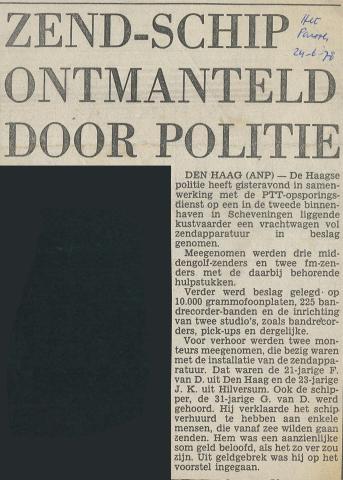 ZEND-SCHIP
Het
Parool
24-6-78
ONTMANTELD
DOOR POLITIE
DEN HAAG (ANP) — De Haagse
politie heeft gisteravond in samen-
werking met de PTT-opsporings-
dienst op een in de tweede binnen-
haven in Scheveningen liggende
kustvaarder een vrachtwagen vol
zendapparatuur in beslag
genomen.
Meegenomen werden drie mid-
dengolf-zenders en twee fm-zen-
ders met de daarbij behorende
hulpstukken.
Verder werd beslag gelegd op
10.000 grammofoonplaten, 225 band-
recorder-banden en de inrichting
van twee studio's, zoals bandrecor-
ders, pick-ups en dergelijke.
Voor verhoor werden twee mon-
teurs meegenomen, die bezig waren
met de installatie van de zendappa-
ratuur. Dat waren de 21-jarige F.
van D. uit Den Haag en de 23-jarige
J. K. uit Hilversum. Ook de schip-
per, de 31-jarige G. van D. werd
gehoord. Hij verklaarde het schip
verhuurd te hebben aan enkele
mensen, die vanaf zee wilden gaan
zenden. Hem was een aanzienlijke
som geld beloofd, als het zo ver zou
zijn. Uit geldgebrek was hij op het
voorstel ingegaan.